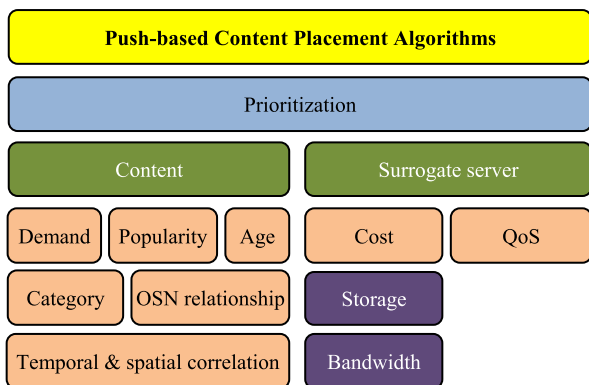 Push-based Content Placement Algorithms
Prioritization
Content
Surrogate server
Demand
Popularity
Age
Cost
QoS
Category
OSN relationship
Storage
Temporal & spatial correlation
Bandwidth